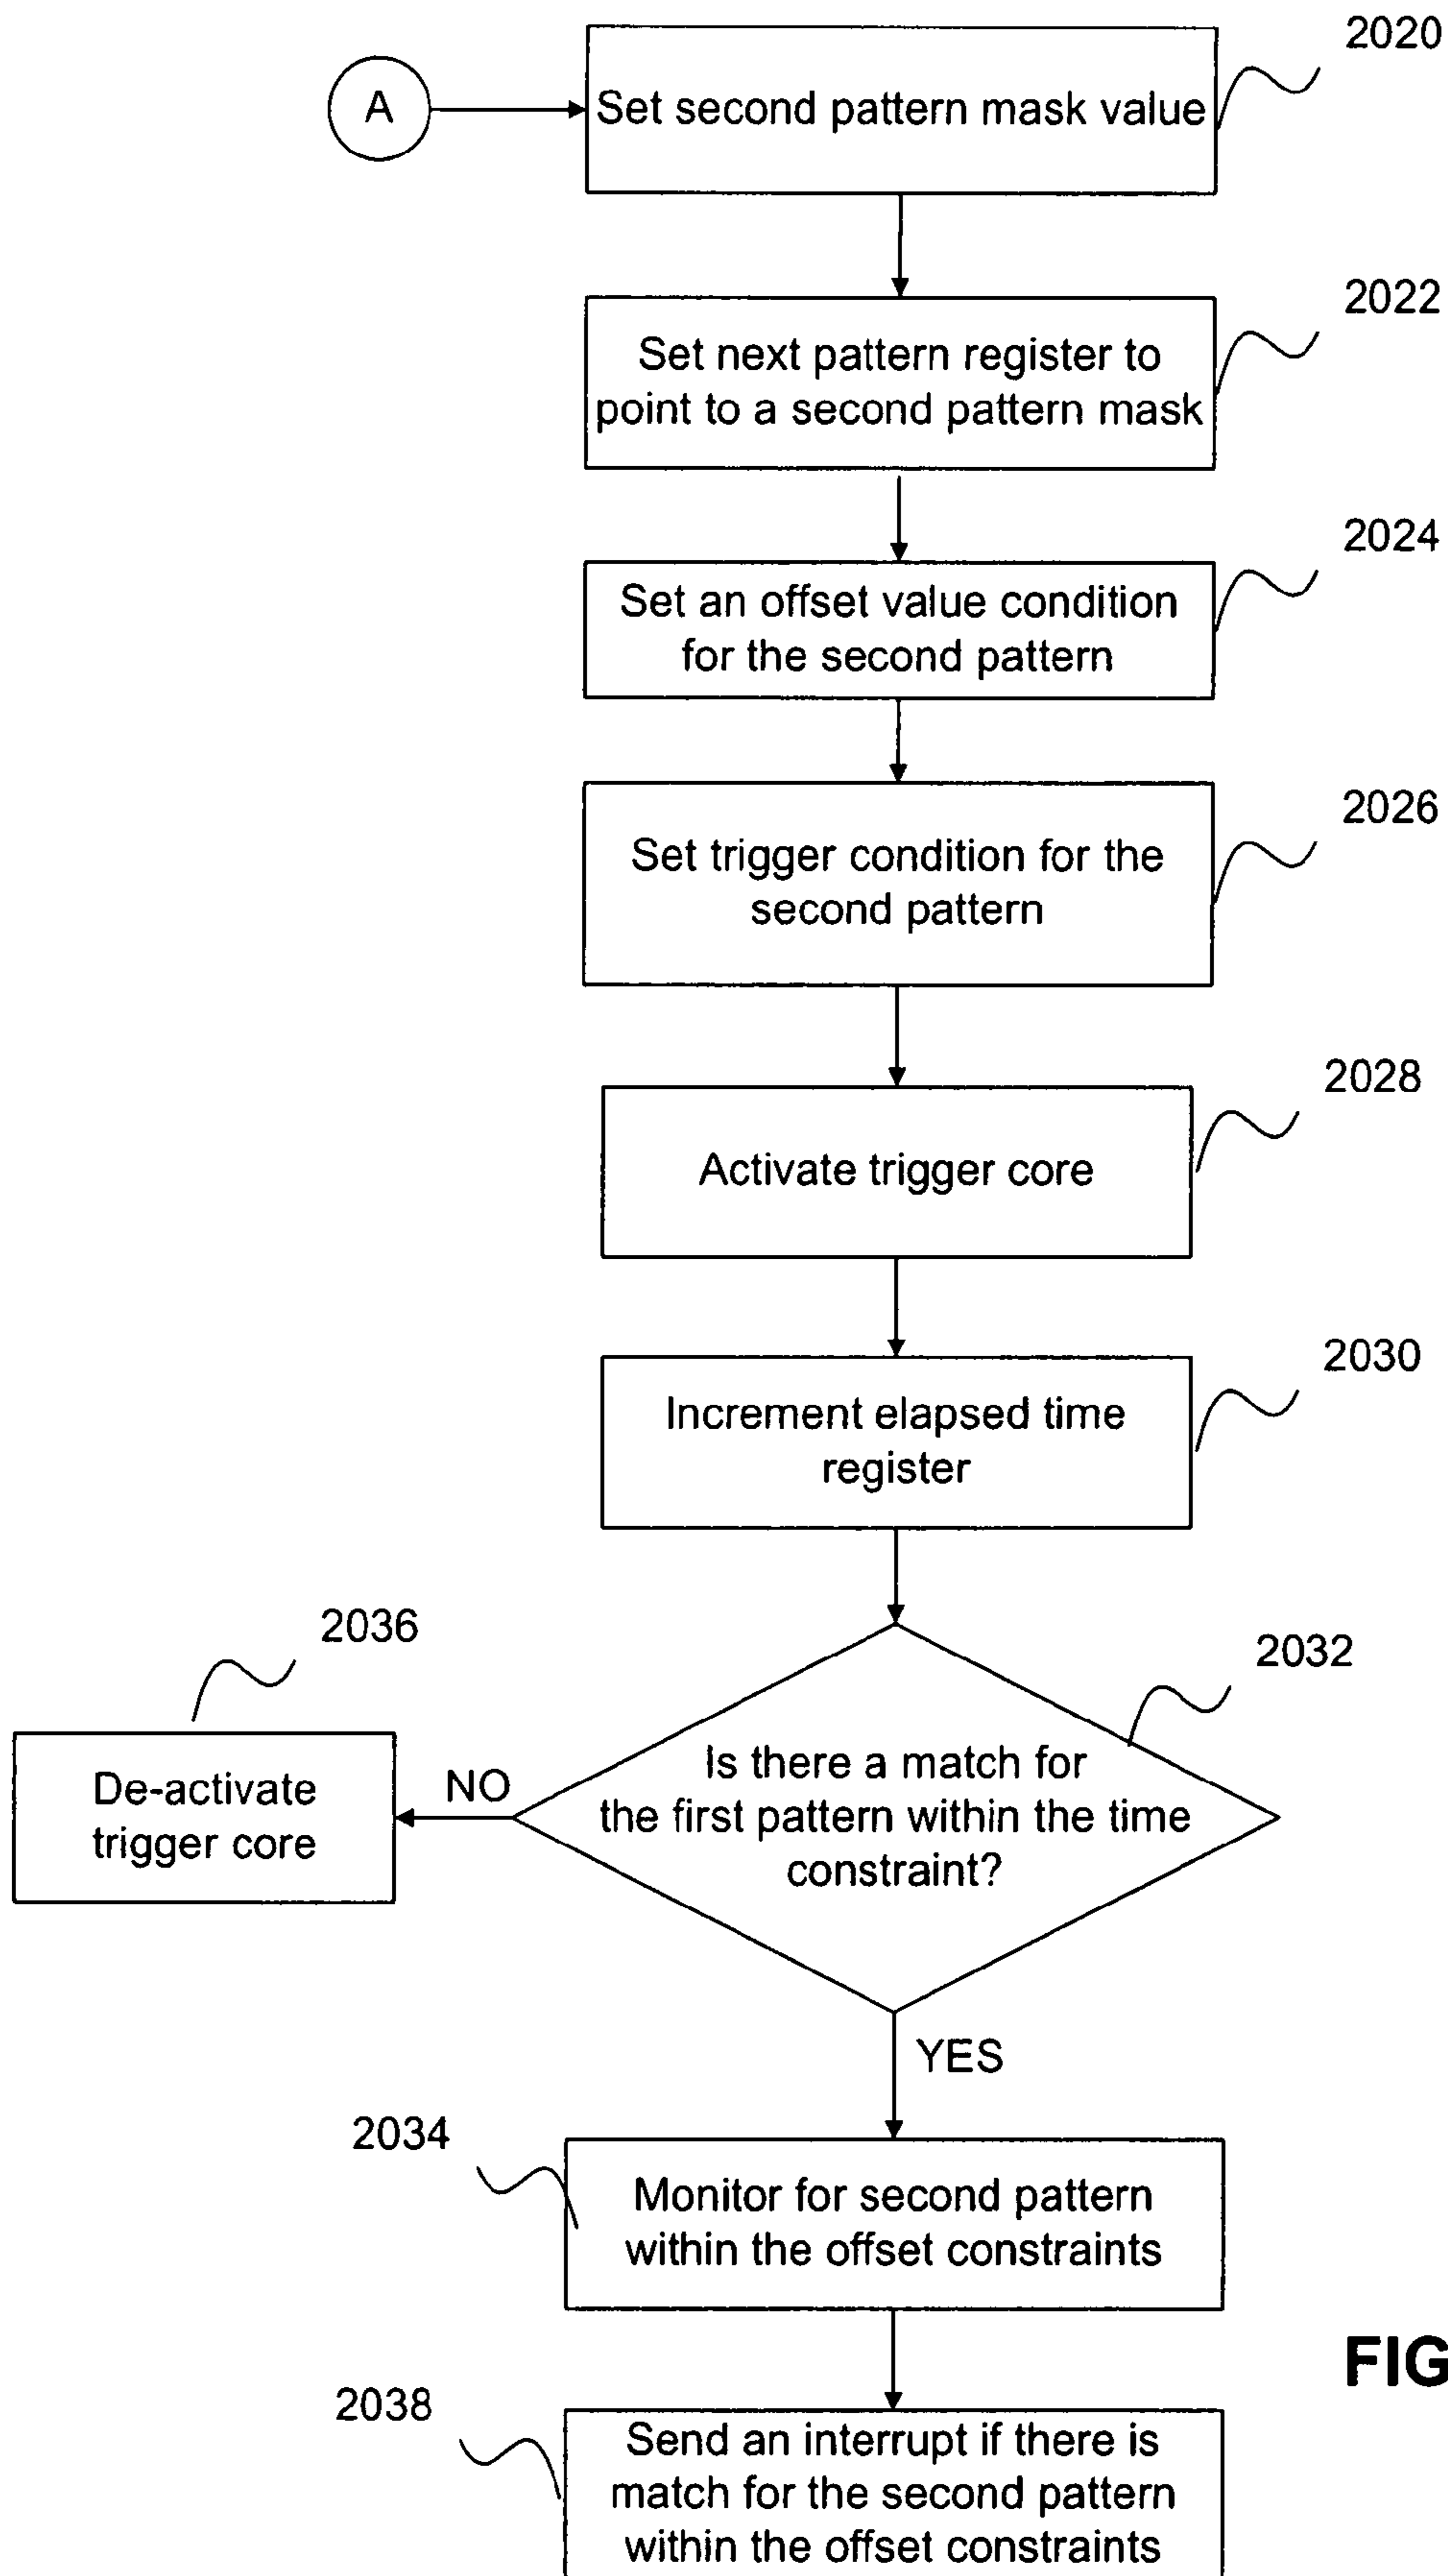 2020
A
Set second pattern mask value
2022
Set next pattern register to
point to a second pattern mask
2024
Set an offset value condition
for the second pattern
2026
Set trigger condition for the
second pattern
2028
Activate trigger core
2030
Increment elapsed time
register
2036
2032
De-activate
trigger core
NO
Is there a match for
the first pattern within the time
constraint?
YES
2034
Monitor for second pattern
within the offset constraints
FIG
2038
Send an interrupt if there is
match for the second pattern
within the offset constraints